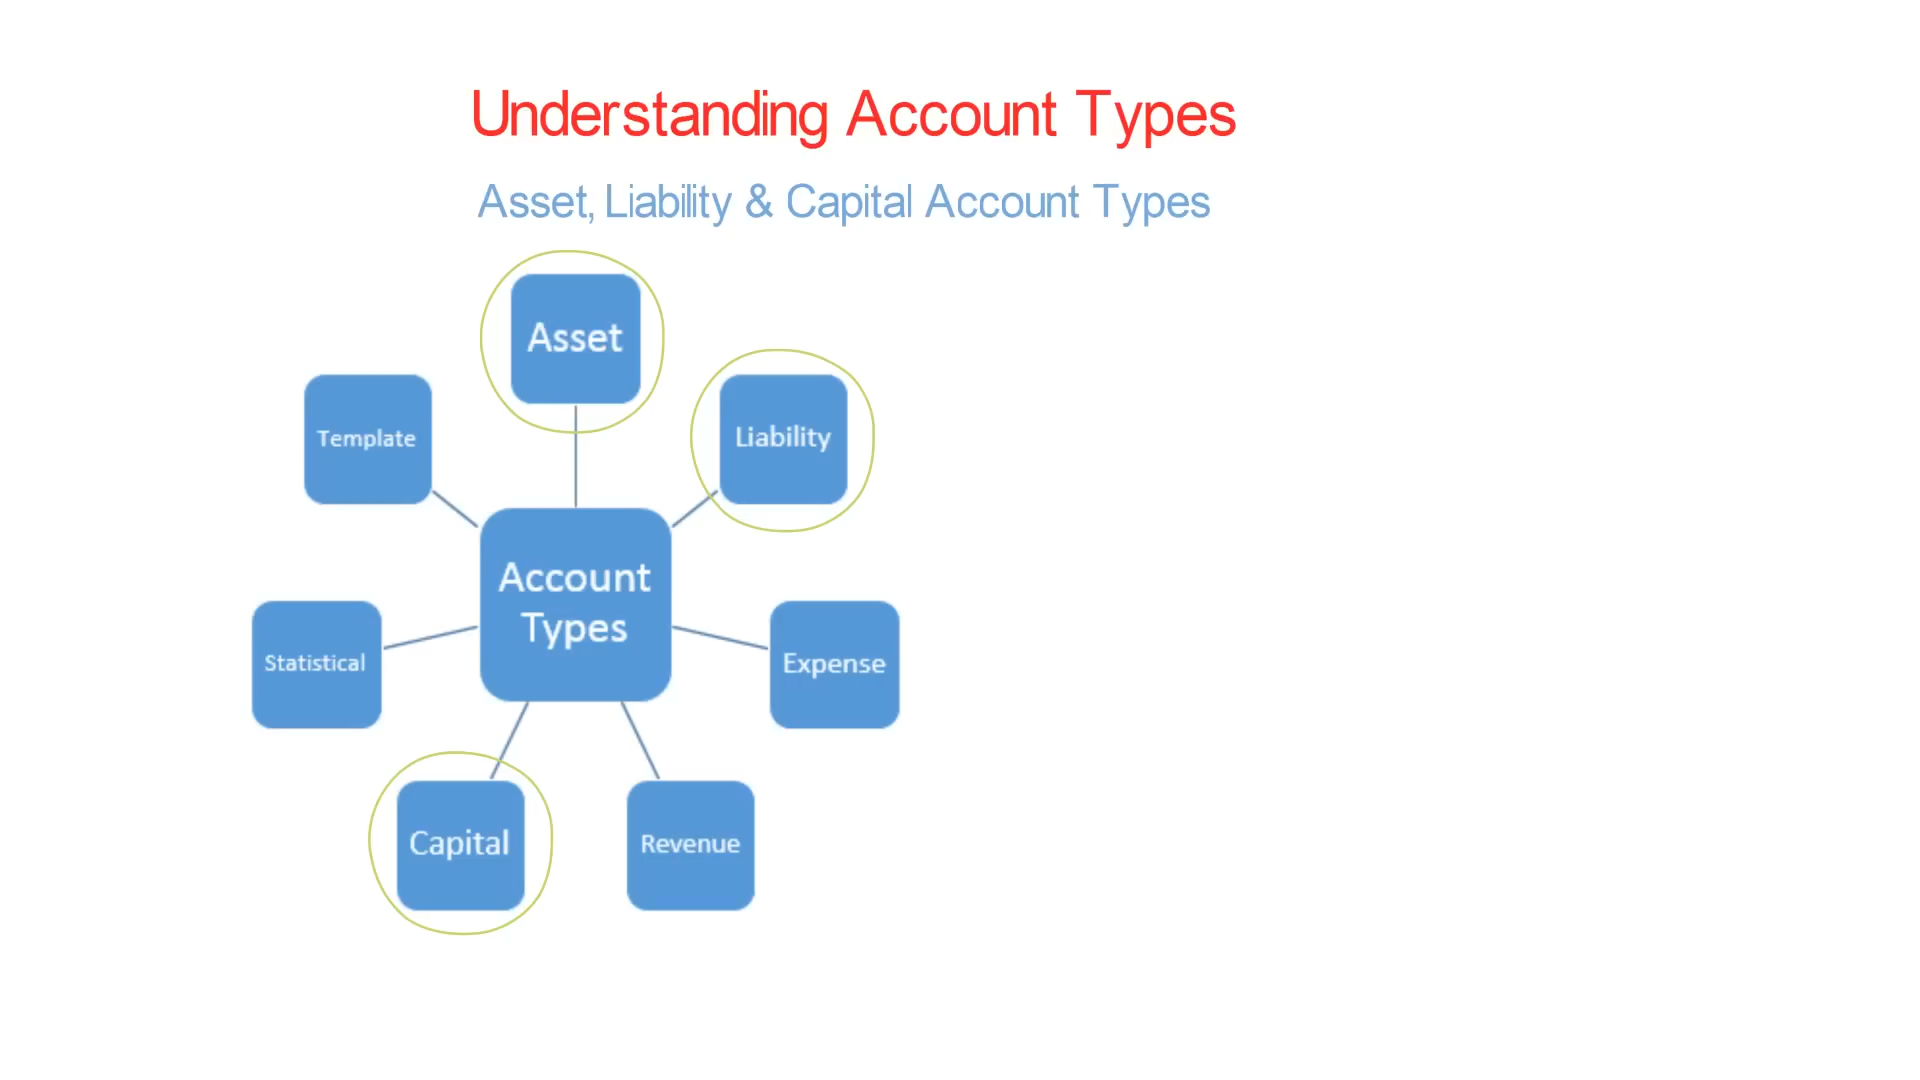 Understanding Account Types
Asset, Liability & Capital Account Types
Asset
Template
Liability
Account
Types
Statistical
Expense
Capital
Revenue